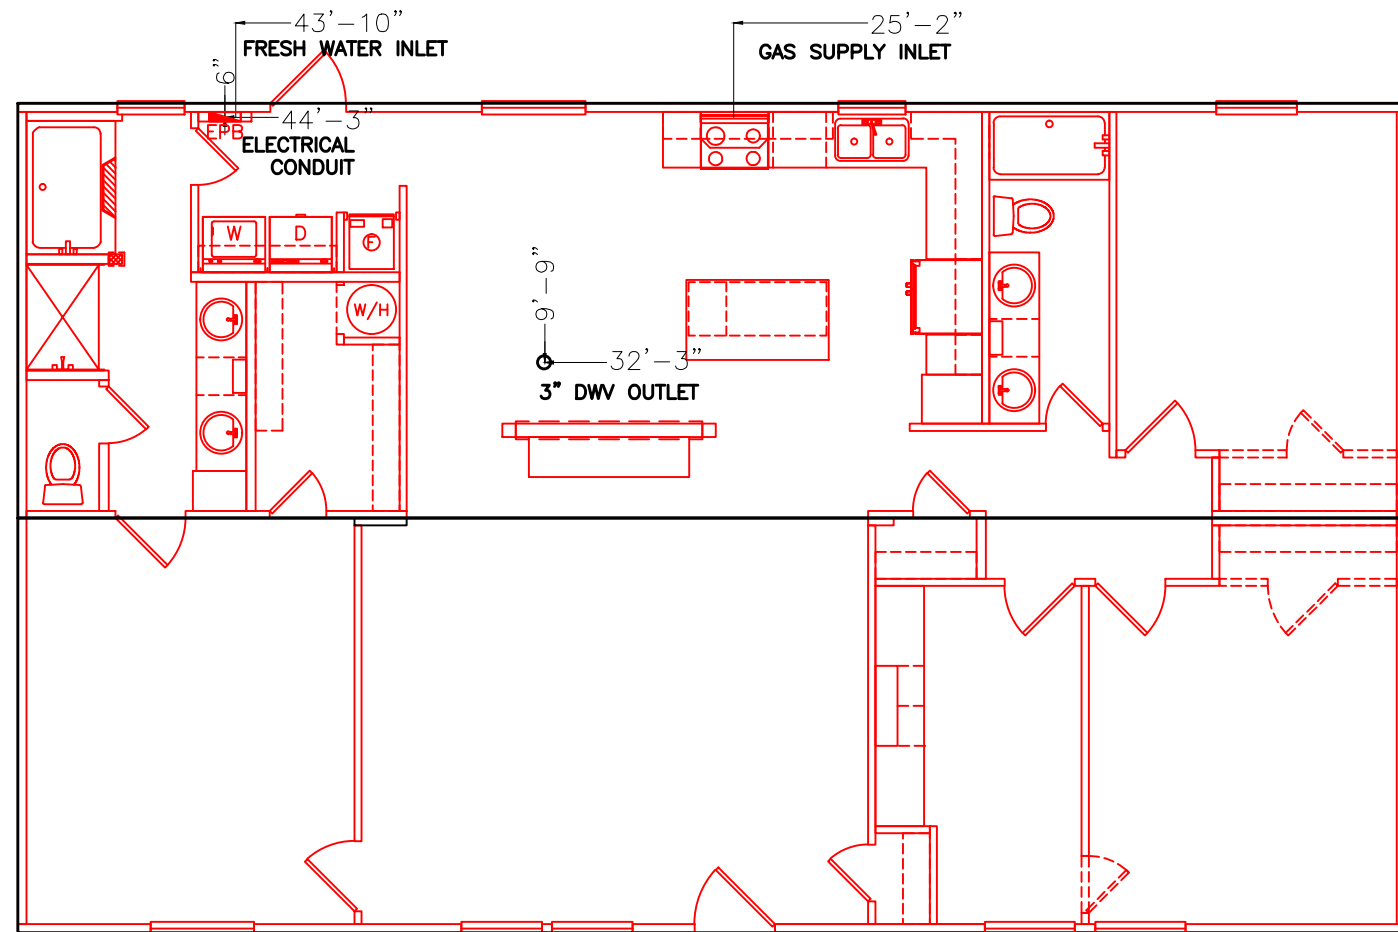 43'-10"
25'-2"
FRESH WATER INLET
GAS SUPPLY INLET
6"
44'-3"
EPB
ELECTRICAL
CONDUIT
W
D
F
W/H
9'-9"
32'-3"
3" DWV OUTLET